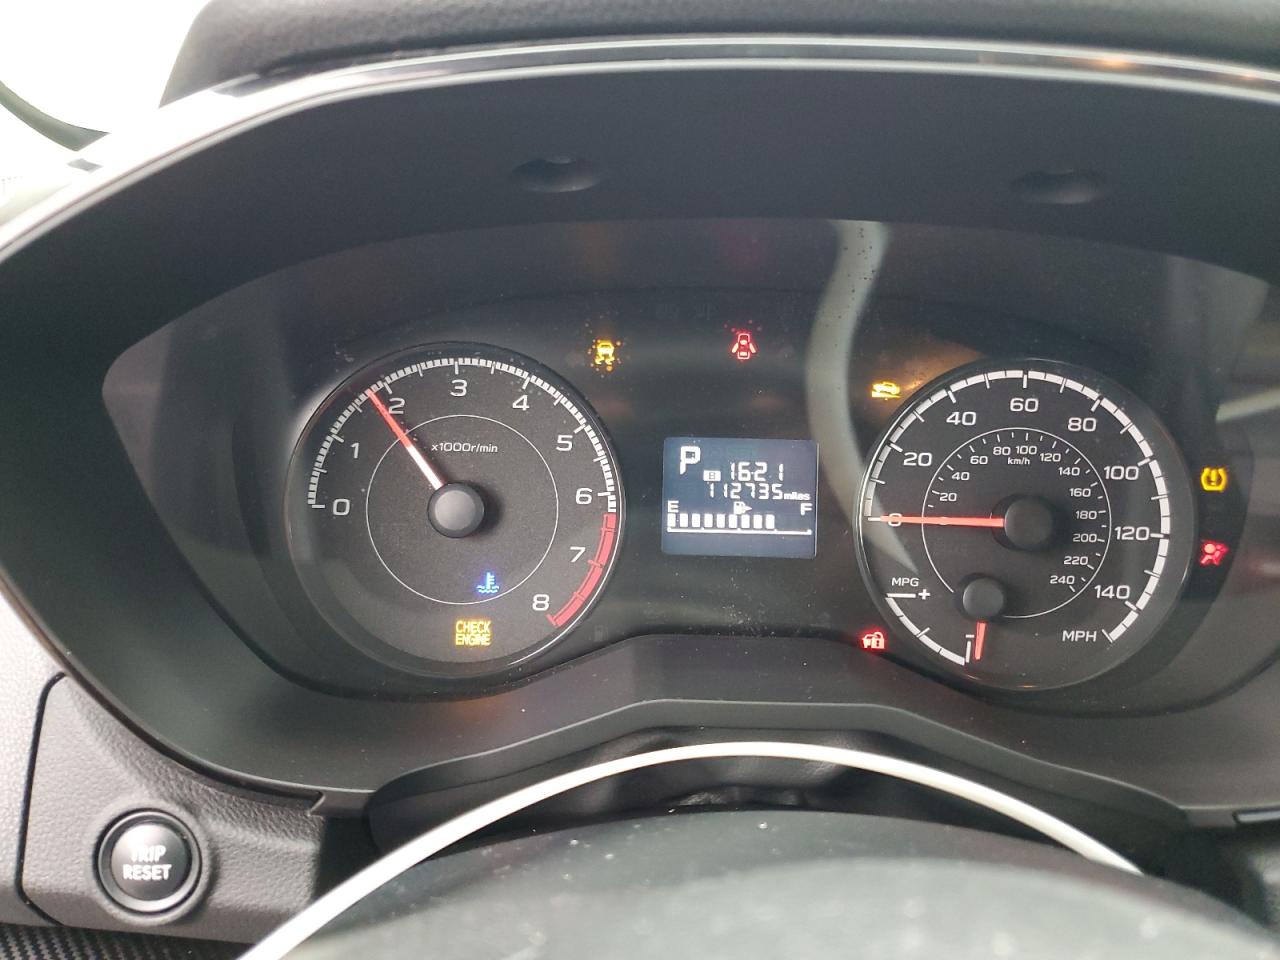 0
1
2
3
4
5
6
7
8
x1000r/min
CHECK
ENGINE
P
B 1621
112735 miles
E F
0
20
40
60
80
100
120
140
MPH
20
40
60
80
100
120
140
160
180
200
220
240
km/h
MPG
+
-
TRIP
RESET